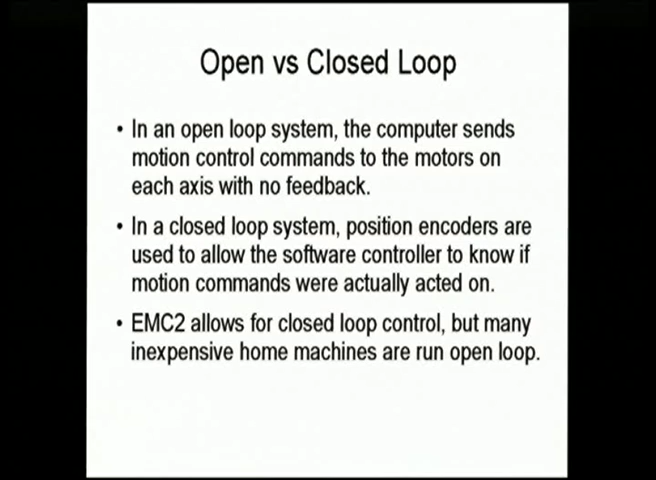 Open vs Closed Loop
• In an open loop system, the computer sends
motion control commands to the motors on
each axis with no feedback.
• In a closed loop system, position encoders are
used to allow the software controller to know if
motion commands were actually acted on.
• EMC2 allows for closed loop control, but many
inexpensive home machines are run open loop.